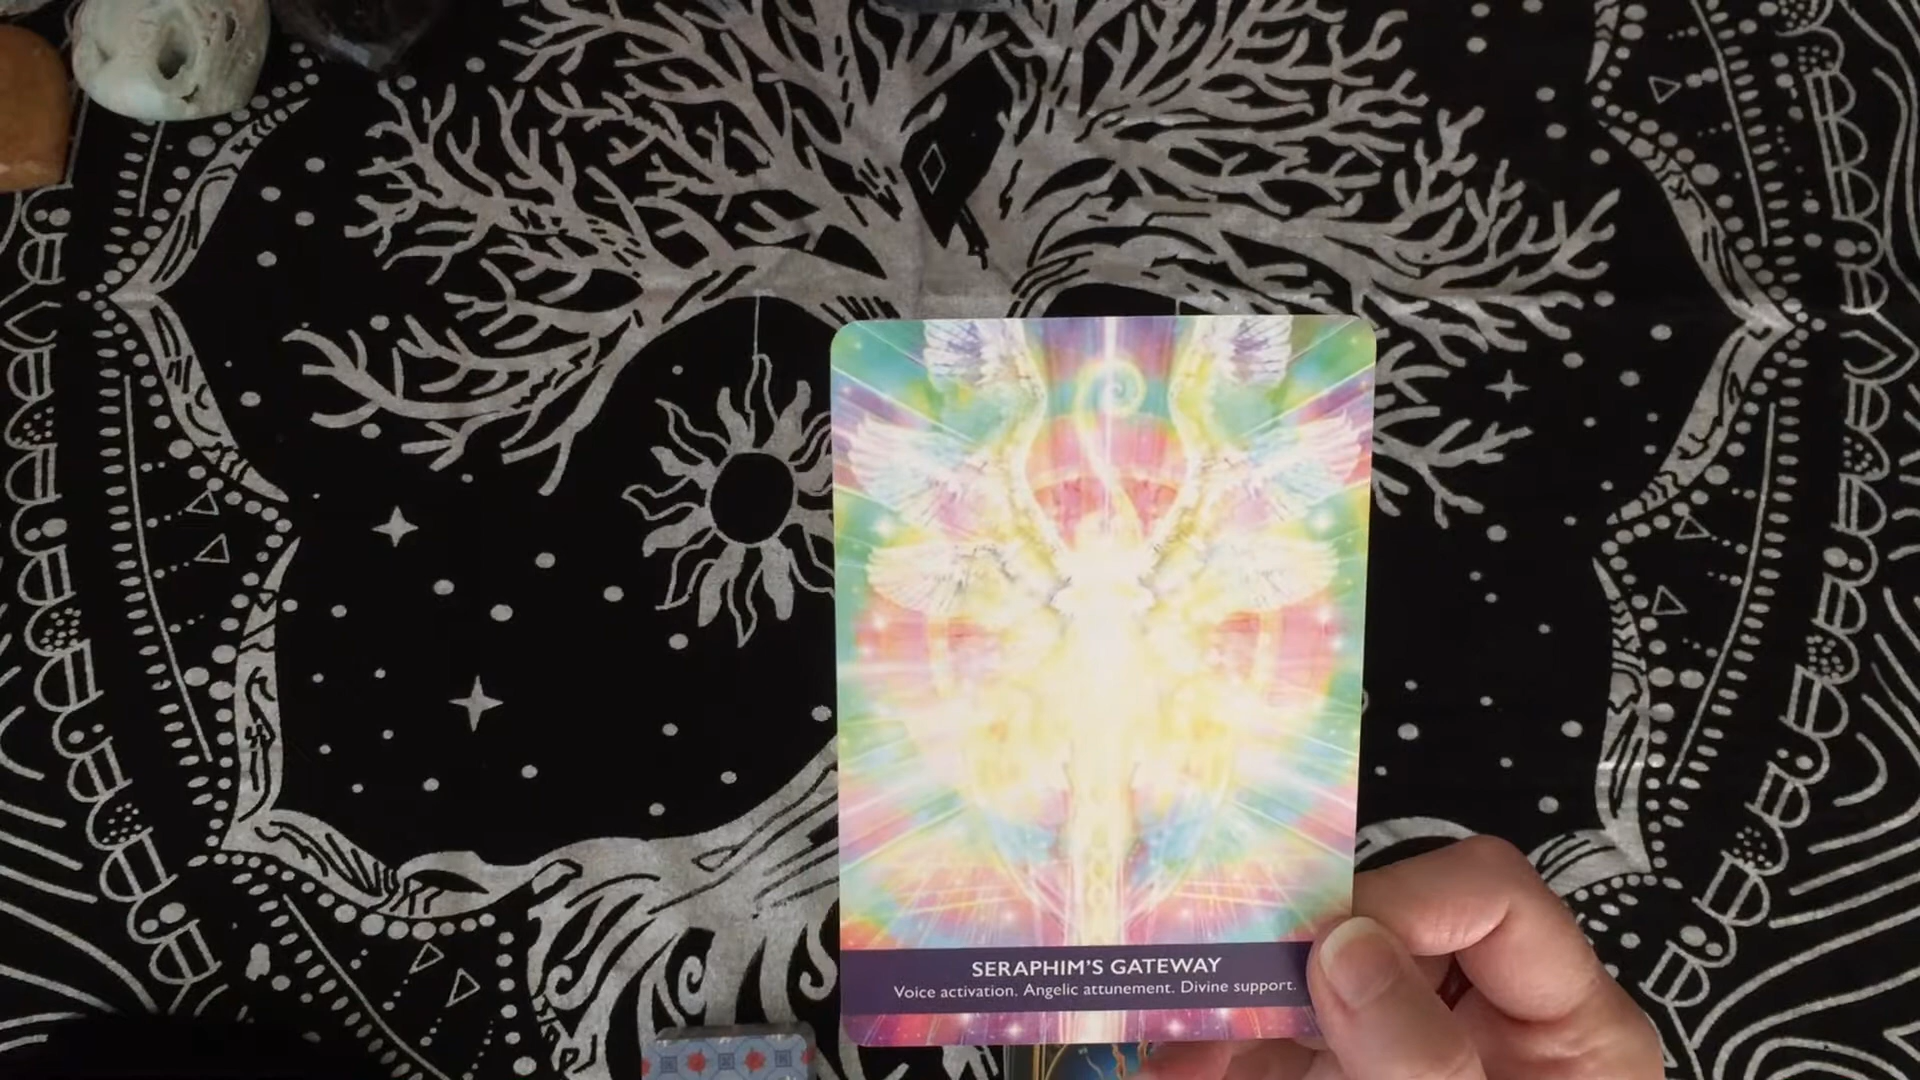 SERAPHIM'S GATEWAY
Voice activation. Angelic attunement. Divine support.